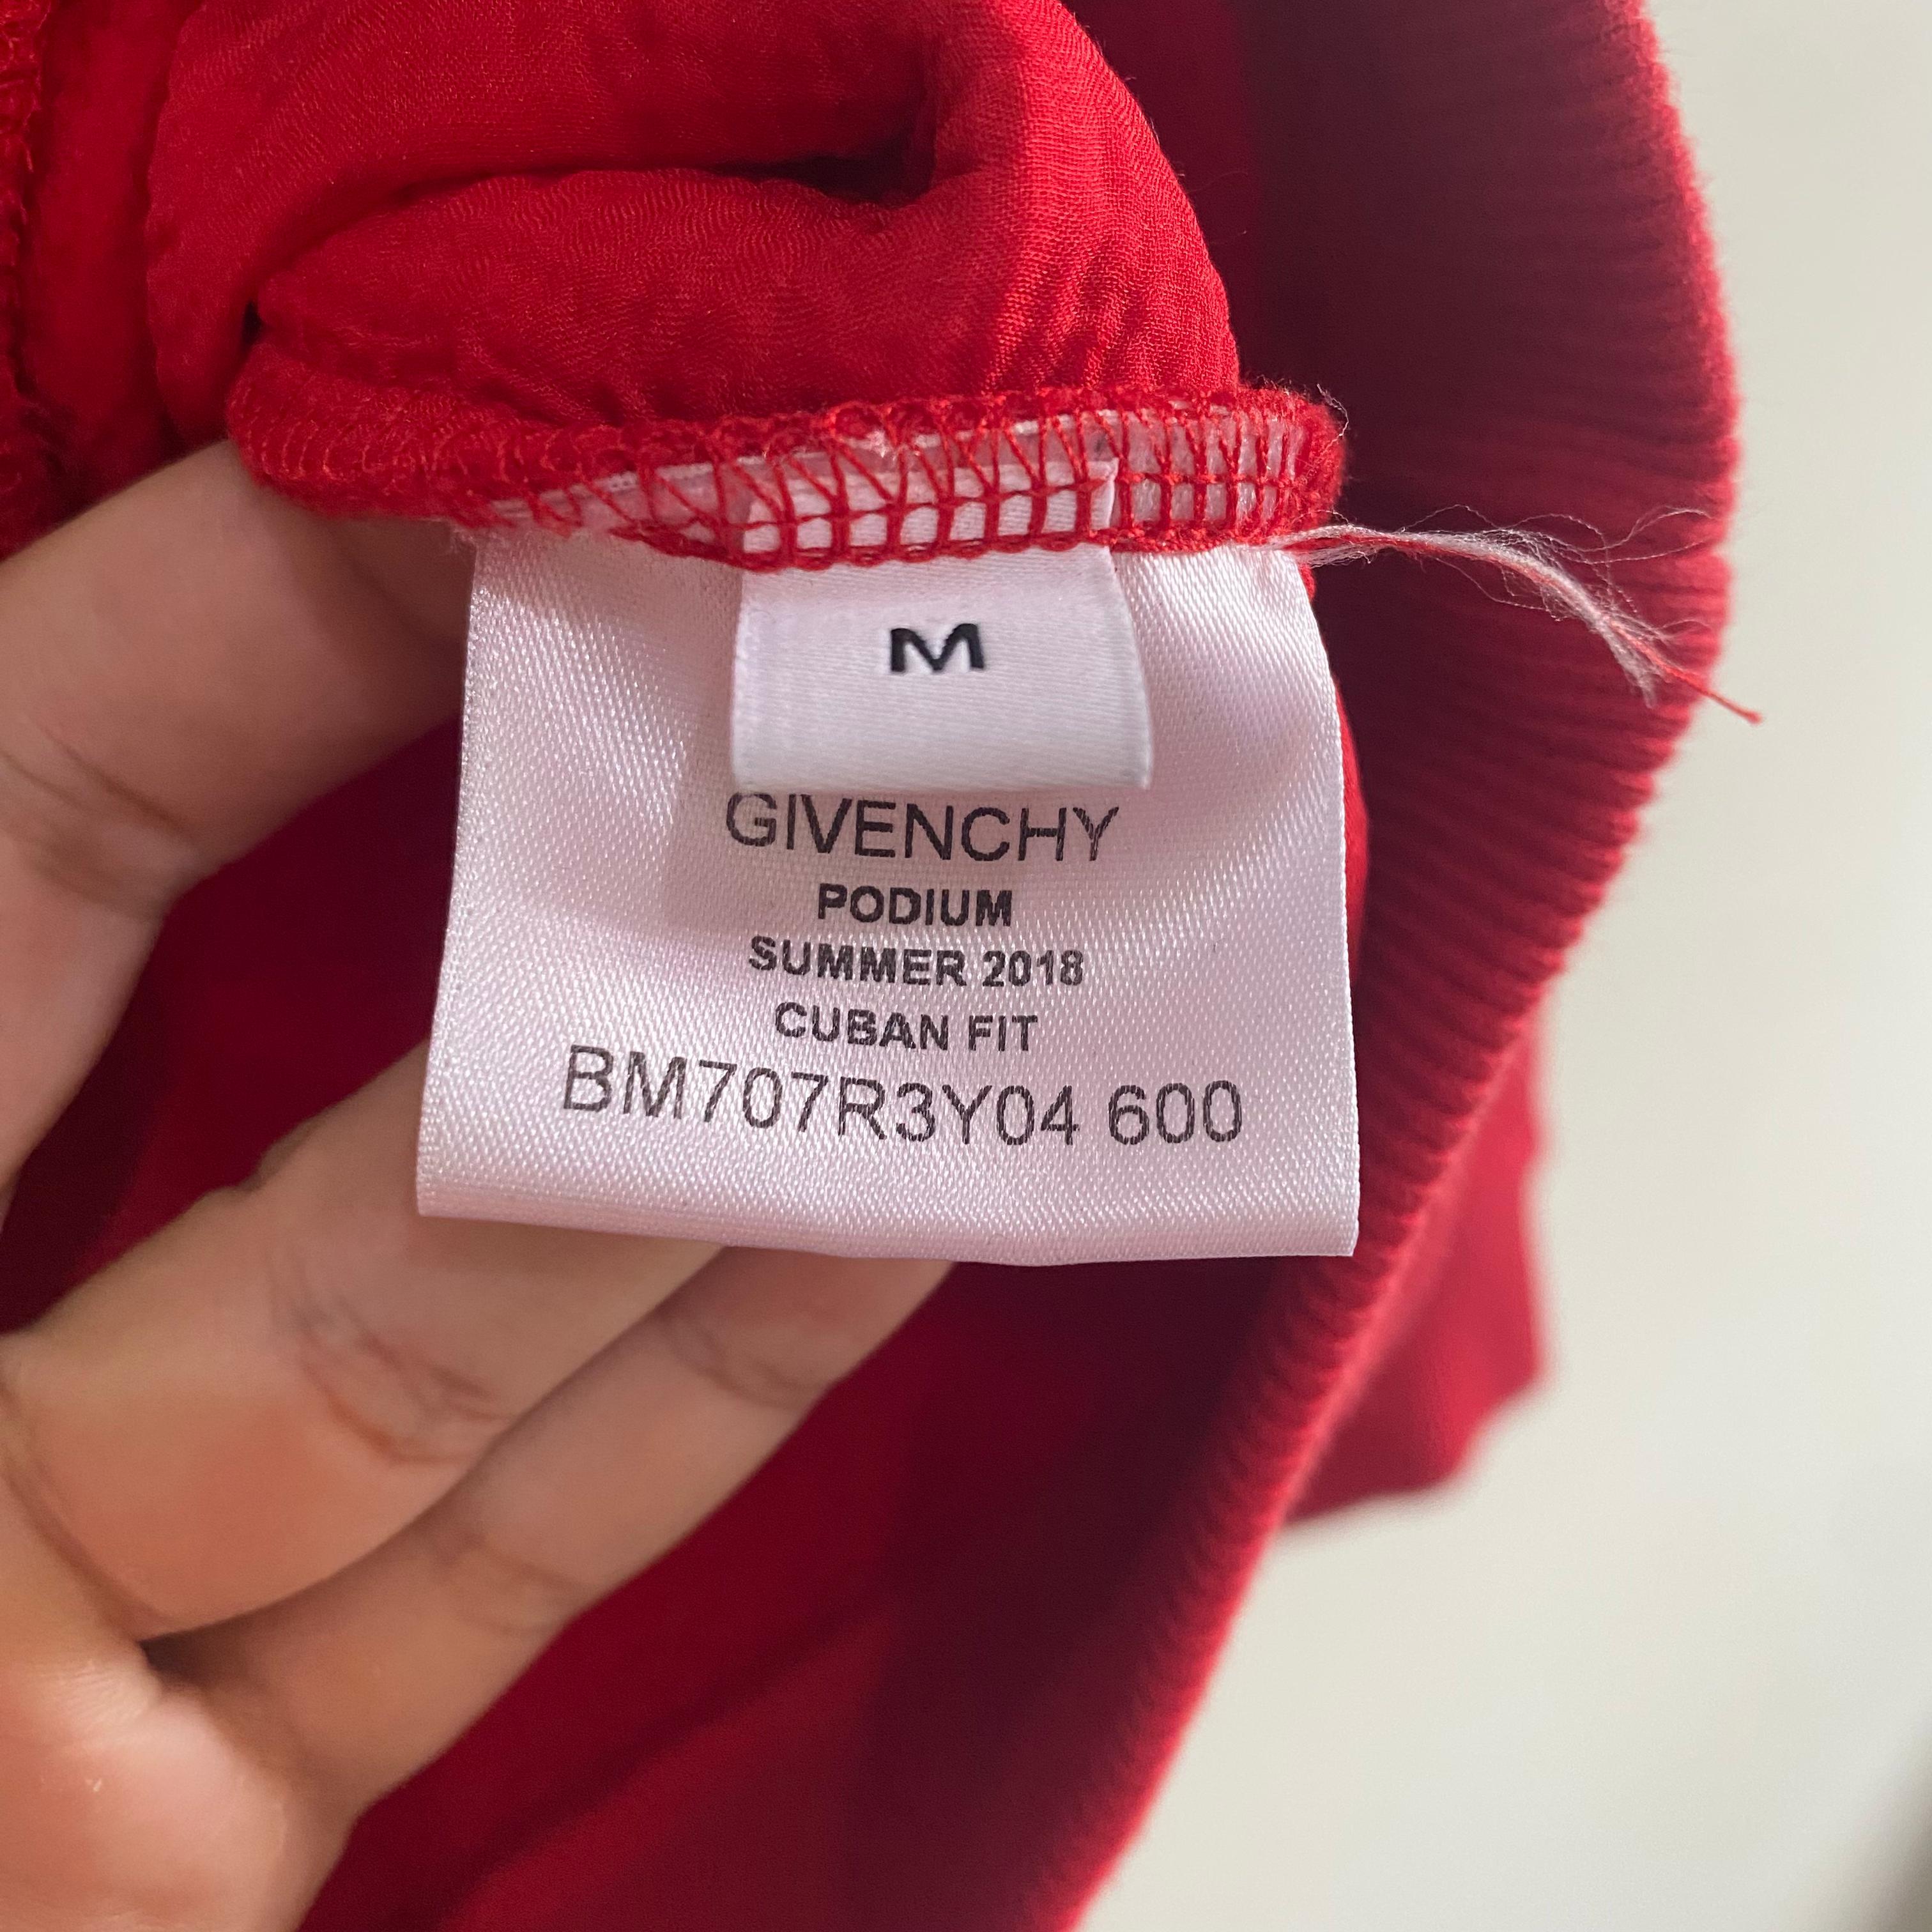 M
GIVENCHY
PODIUM
SUMMER 2018
CUBAN FIT
BM707R3Y04 600